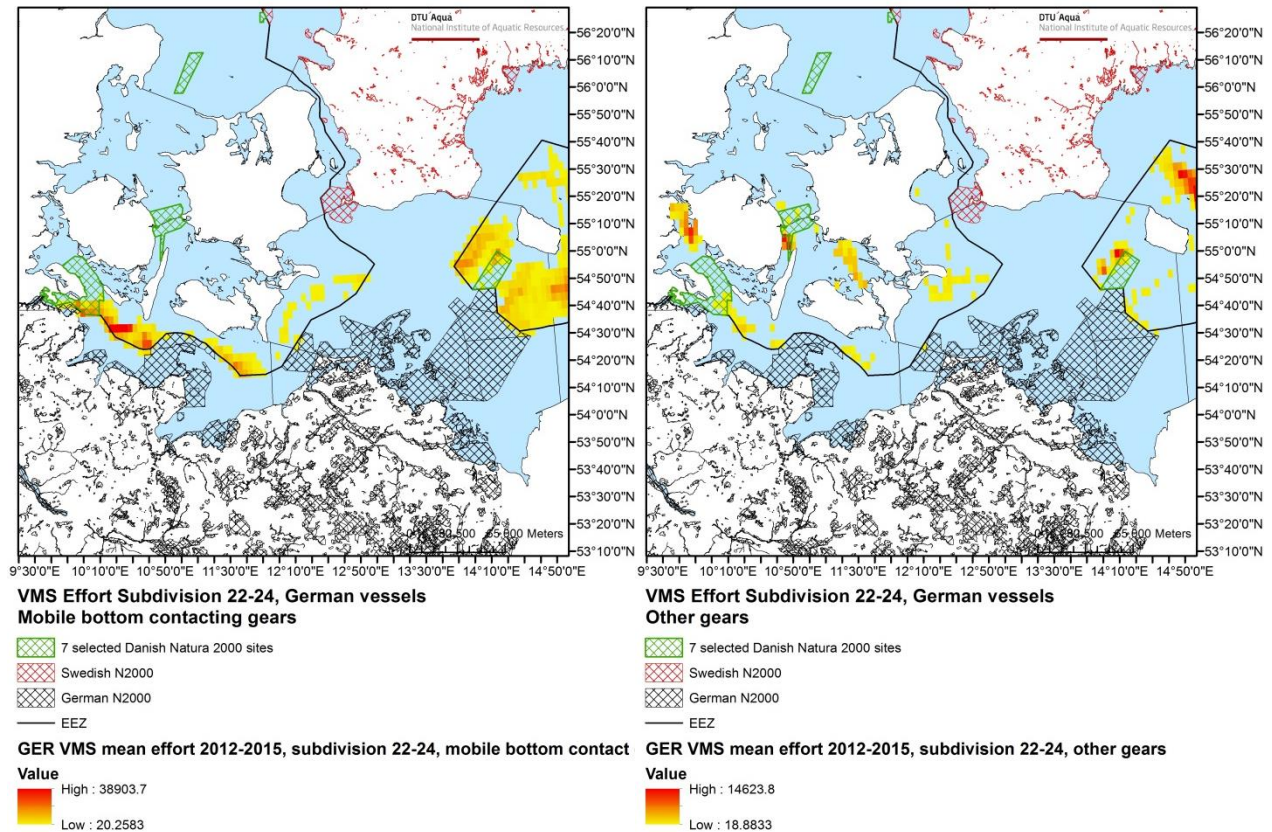 DTU Aqua
National Institute of Aquatic Resources
56°20'0"N
56°10'0"N
56°0'0"N
55°50'0"N
55°40'0"N
55°30'0"N
55°20'0"N
55°10'0"N
55°0'0"N
54°50'0"N
54°40'0"N
54°30'0"N
54°20'0"N
54°10'0"N
54°0'0"N
53°50'0"N
53°40'0"N
53°30'0"N
53°20'0"N
53°10'0"N
Meters
9°30'0"E 10°10'0"E 10°50'0"E 11°30'0"E 12°0'0"E 12°50'0"E 14°0'0"E 14°50'0"E
VMS Effort Subdivision 22-24, German vessels
Mobile bottom contacting gears
7 selected Danish Natura 2000 sites
Swedish N2000
German N2000
EEZ
GER VMS mean effort 2012-2015, subdivision 22-24, mobile bottom contact
Value
High : 38903.7
Low : 20.2583
DTU Aqua
National Institute of Aquatic Resources
56°20'0"N
56°10'0"N
56°0'0"N
55°50'0"N
55°40'0"N
55°30'0"N
55°20'0"N
55°10'0"N
55°0'0"N
54°50'0"N
54°40'0"N
54°30'0"N
54°20'0"N
54°10'0"N
54°0'0"N
53°50'0"N
53°40'0"N
53°30'0"N
53°20'0"N
53°10'0"N
Meters
9°30'0"E 10°10'0"E 10°50'0"E 11°30'0"E 12°0'0"E 12°50'0"E 14°0'0"E 14°50'0"E
VMS Effort Subdivision 22-24, German vessels
Other gears
7 selected Danish Natura 2000 sites
Swedish N2000
German N2000
EEZ
GER VMS mean effort 2012-2015, subdivision 22-24, other gears
Value
High : 14623.8
Low : 18.8833